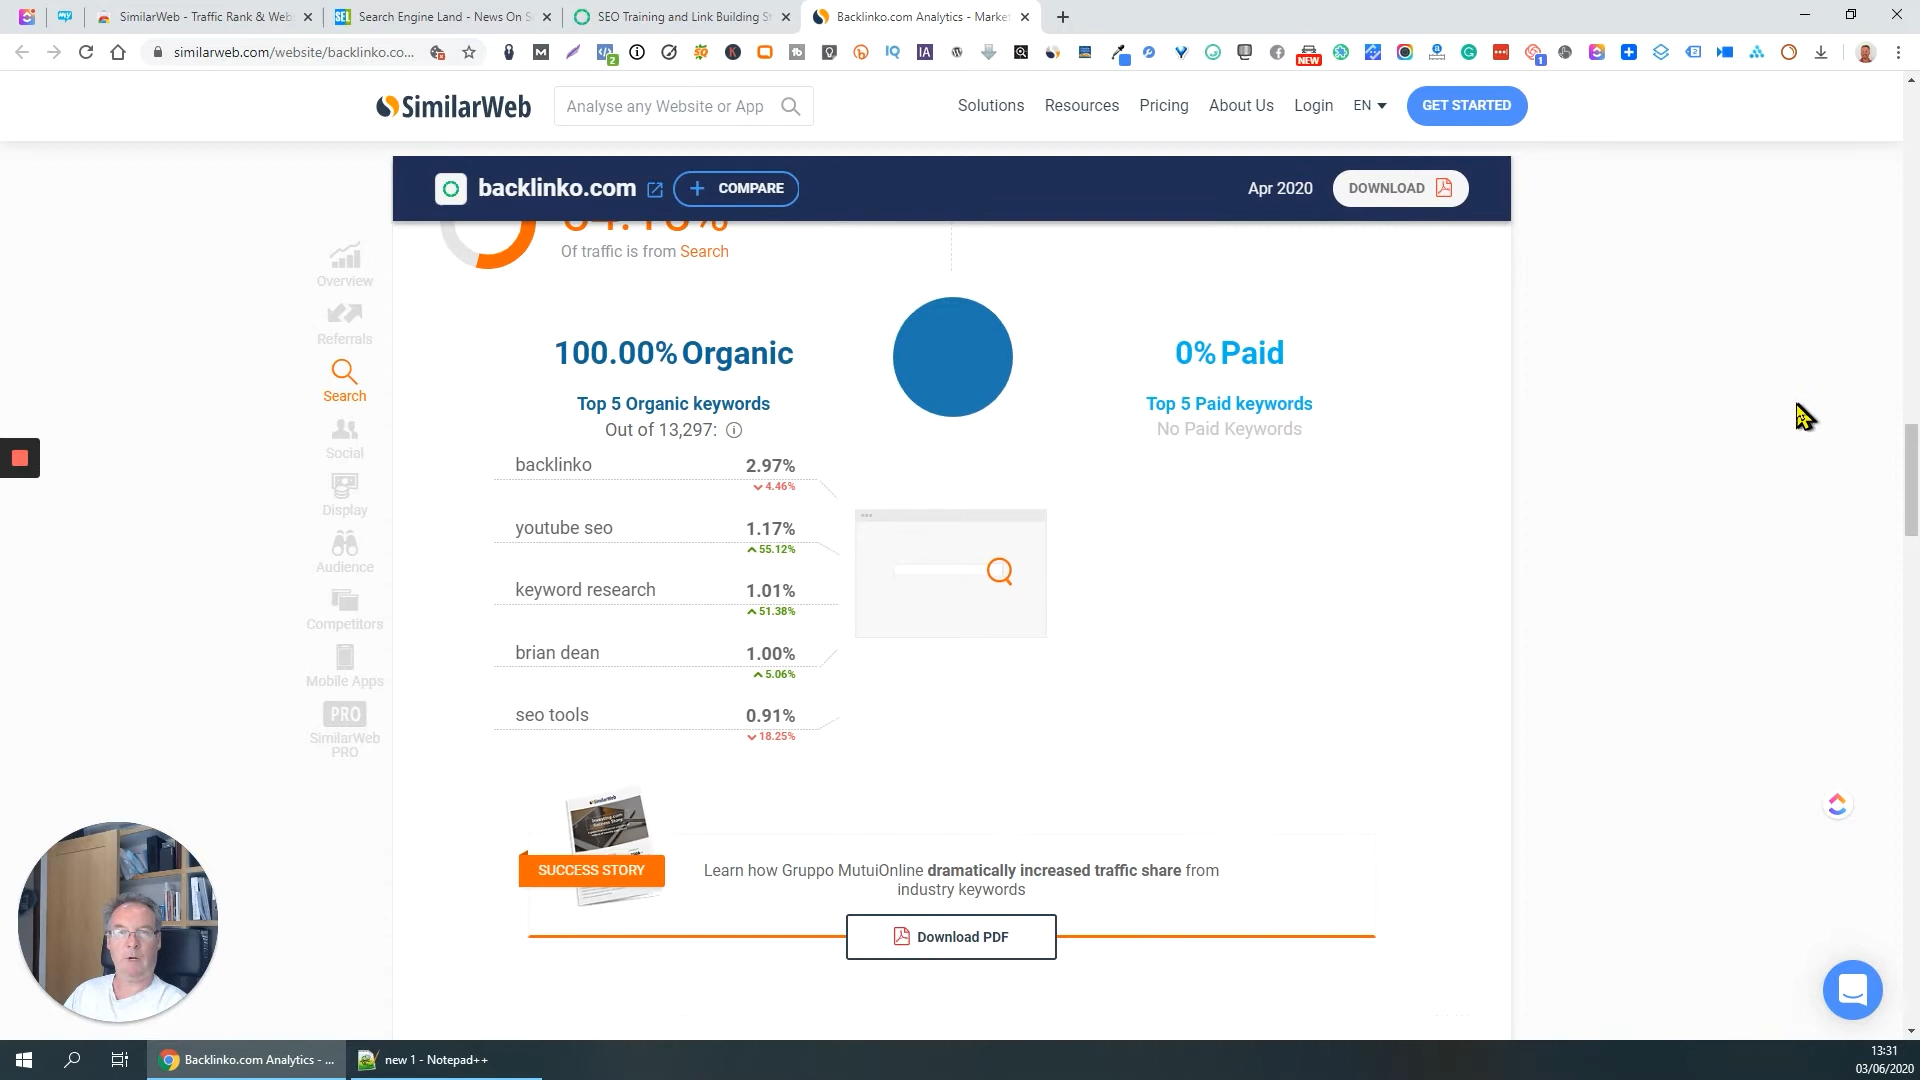 SimilarWeb - Traffic Rank & Web
Search Engine Land - News On S
SEO Training and Link Building St
Backlinko.com Analytics - Market
similarweb.com/website/backlinko.co...
NEW
SimilarWeb
Analyse any Website or App
Solutions
Resources
Pricing
About Us
Login
EN
GET STARTED
backlinko.com
COMPARE
Apr 2020
DOWNLOAD
Of traffic is from Search
Overview
Referrals
Search
Social
Display
Audience
Competitors
Mobile Apps
PRO
SimilarWeb
PRO
100.00% Organic
Top 5 Organic keywords
Out of 13,297:
backlinko 2.97%
4.46%
youtube seo 1.17%
55.12%
keyword research 1.01%
51.38%
brian dean 1.00%
5.06%
seo tools 0.91%
18.25%
0% Paid
Top 5 Paid keywords
No Paid Keywords
SUCCESS STORY
Learn how Gruppo MutuiOnline dramatically increased traffic share from
industry keywords
Download PDF
Backlinko.com Analytics - ...
new 1 - Notepad++
13:31
03/06/2020